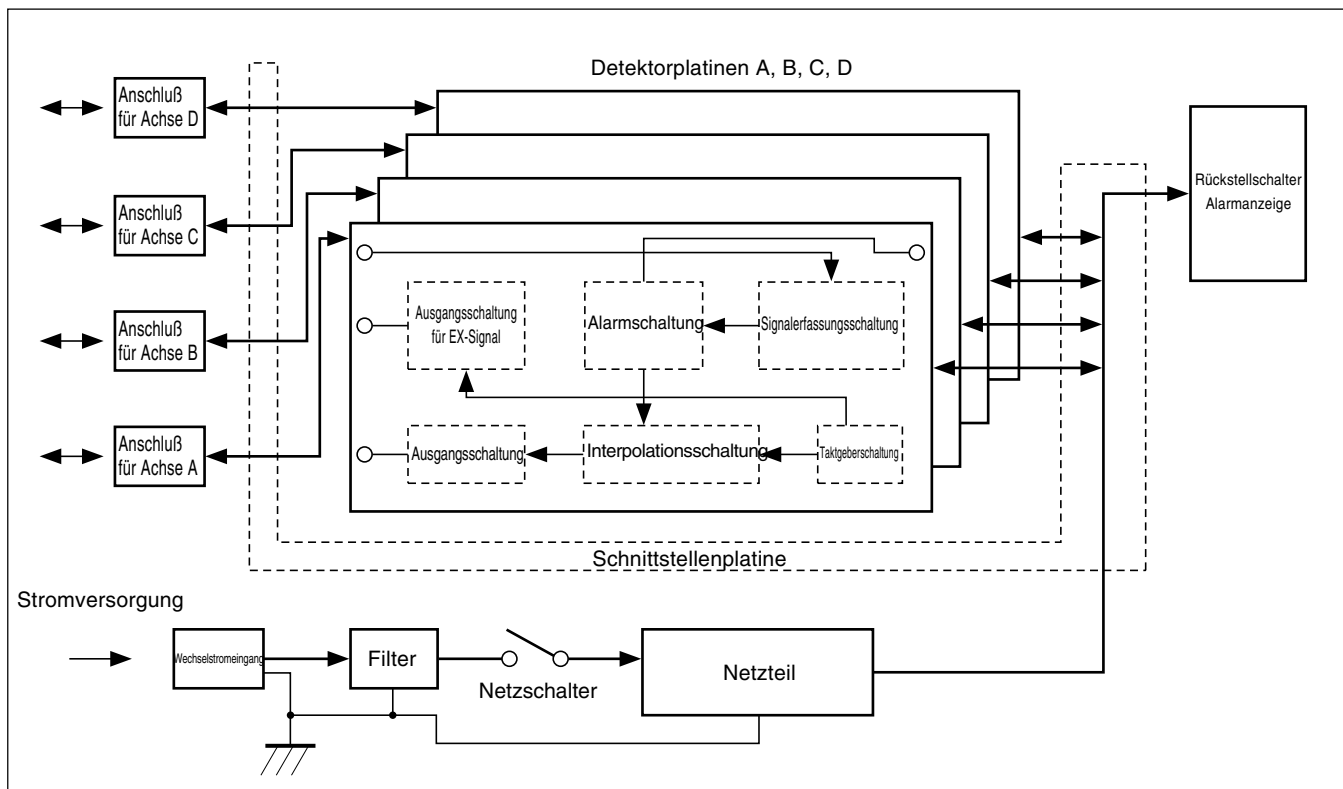 Detektorplatinen A, B, C, D
Anschluß
für Achse D
Anschluß
für Achse C
Anschluß
für Achse B
Anschluß
für Achse A
Rückstellschalter
Alarmanzeige
Ausgangsschaltung
für EX-Signal
Alarmschaltung
Signalerfassungsschaltung
Ausgangsschaltung
Interpolationsschaltung
Taktgeberschaltung
Schnittstellenplatine
Stromversorgung
Wechselstromeingang
Filter
Netzschalter
Netzteil